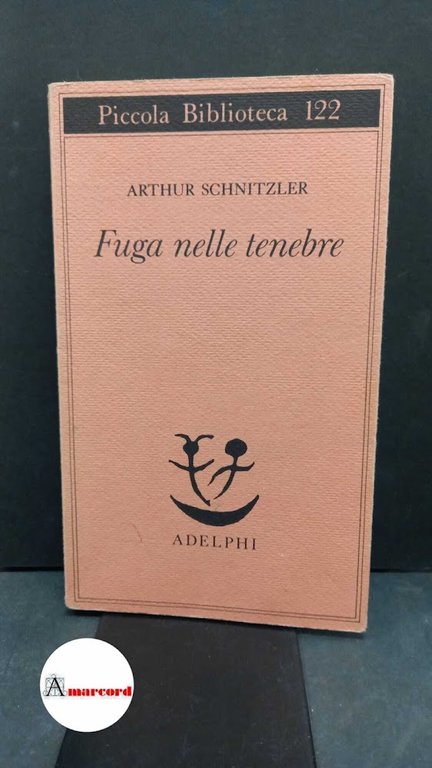 Piccola Biblioteca 122
ARTHUR SCHNITZLER
Fuga nelle tenebre
ADELPHI
Amarcord